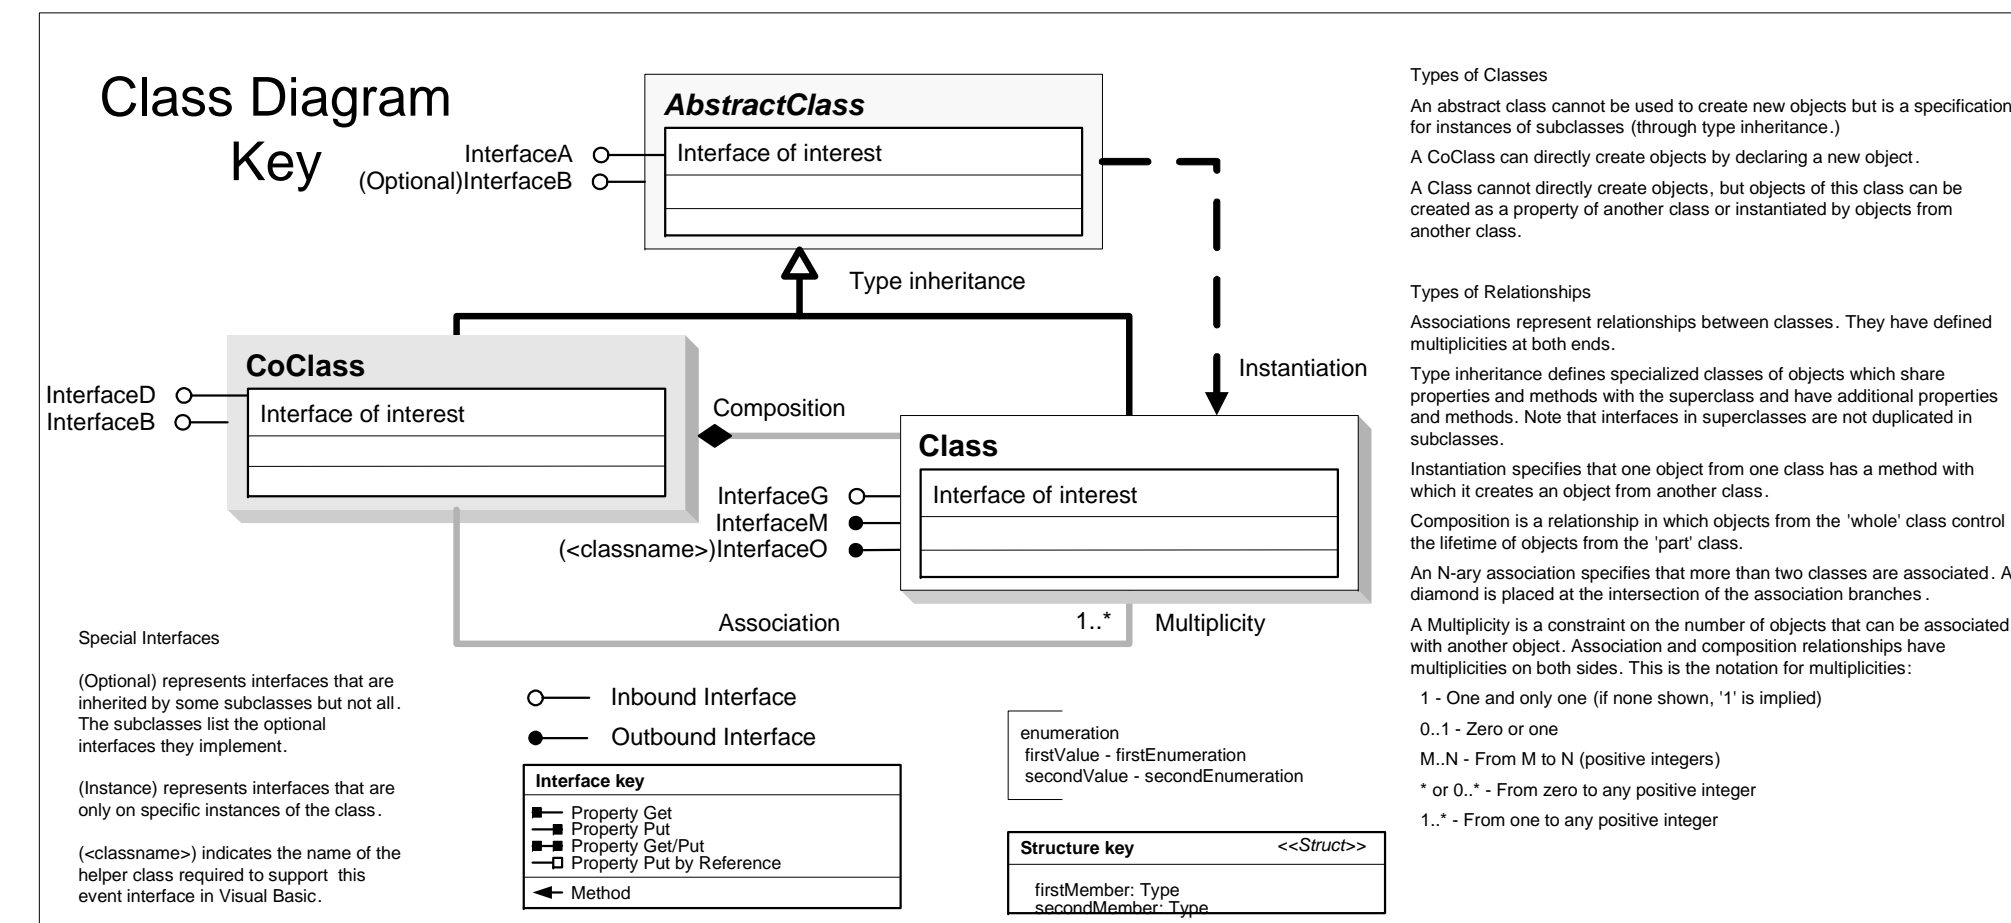 Class Diagram
Key
AbstractClass
Interface of interest
InterfaceA
(Optional)InterfaceB
Type inheritance
Instantiation
CoClass
Interface of interest
InterfaceD
InterfaceB
Composition
Class
Interface of interest
InterfaceG
InterfaceM
(<classname>)InterfaceO
Association
1..*
Multiplicity
Special Interfaces
(Optional) represents interfaces that are
inherited by some subclasses but not all.
The subclasses list the optional
interfaces they implement.
(Instance) represents interfaces that are
only on specific instances of the class.
(<classname>) indicates the name of the
helper class required to support this
event interface in Visual Basic.
Inbound Interface
Outbound Interface
Interface key
Property Get
Property Put
Property Get/Put
Property Put by Reference
Method
enumeration
firstValue - firstEnumeration
secondValue - secondEnumeration
Structure key <<Struct>>
firstMember: Type
secondMember: Type
Types of Classes
An abstract class cannot be used to create new objects but is a specification
for instances of subclasses (through type inheritance.)
A CoClass can directly create objects by declaring a new object.
A Class cannot directly create objects, but objects of this class can be
created as a property of another class or instantiated by objects from
another class.
Types of Relationships
Associations represent relationships between classes. They have defined
multiplicities at both ends.
Type inheritance defines specialized classes of objects which share
properties and methods with the superclass and have additional properties
and methods. Note that interfaces in superclasses are not duplicated in
subclasses.
Instantiation specifies that one object from one class has a method with
which it creates an object from another class.
Composition is a relationship in which objects from the 'whole' class control
the lifetime of objects from the 'part' class.
An N-ary association specifies that more than two classes are associated. A
diamond is placed at the intersection of the association branches.
A Multiplicity is a constraint on the number of objects that can be associated
with another object. Association and composition relationships have
multiplicities on both sides. This is the notation for multiplicities:
1 - One and only one (if none shown, '1' is implied)
0..1 - Zero or one
M..N - From M to N (positive integers)
* or 0..* - From zero to any positive integer
1..* - From one to any positive integer